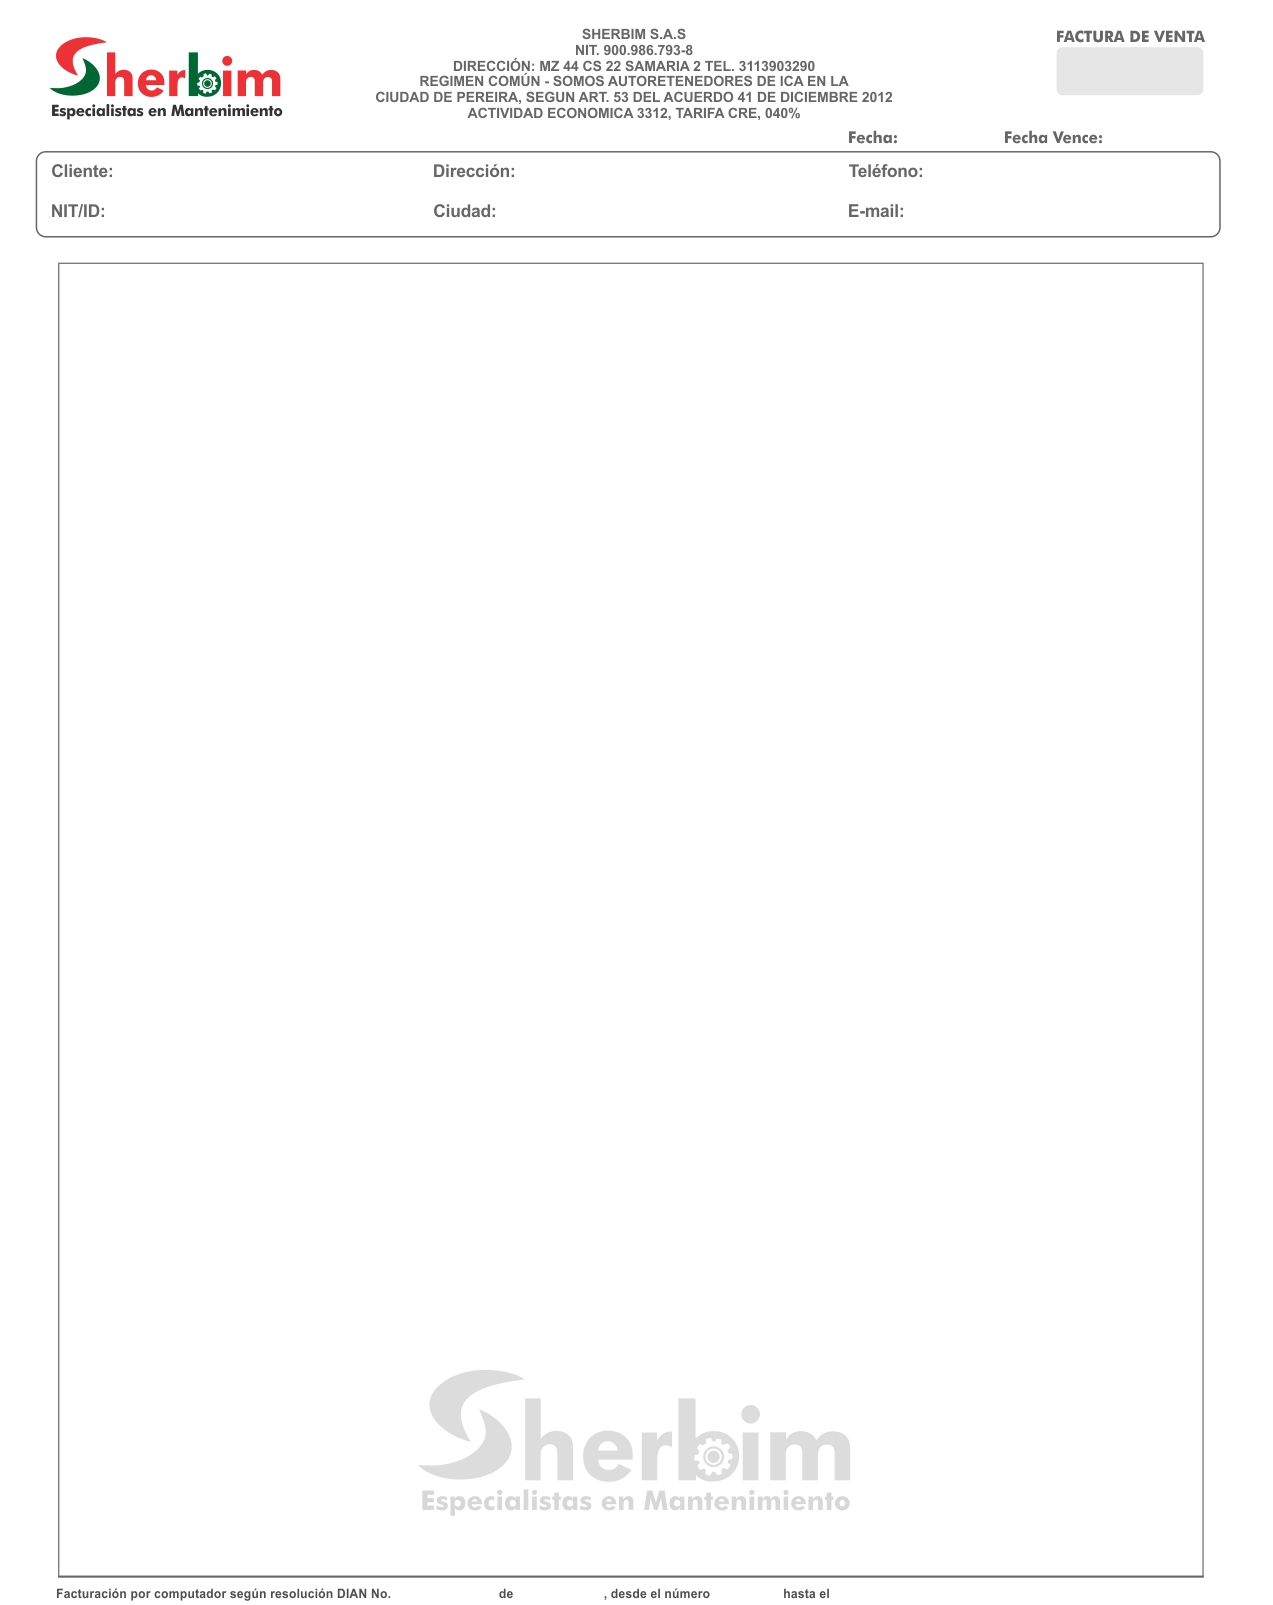 Sherbim
Especialistas en Mantenimiento
SHERBIM S.A.S
NIT. 900.986.793-8
DIRECCIÓN: MZ 44 CS 22 SAMARIA 2 TEL. 3113903290
REGIMEN COMÚN - SOMOS AUTORETENEDORES DE ICA EN LA
CIUDAD DE PEREIRA, SEGUN ART. 53 DEL ACUERDO 41 DE DICIEMBRE 2012
ACTIVIDAD ECONOMICA 3312, TARIFA CRE, 040%
FACTURA DE VENTA
Fecha: Fecha Vence:
Cliente: Dirección: Teléfono:
NIT/ID: Ciudad: E-mail:
Sherbim
Especialistas en Mantenimiento
Facturación por computador según resolución DIAN No. de , desde el número hasta el